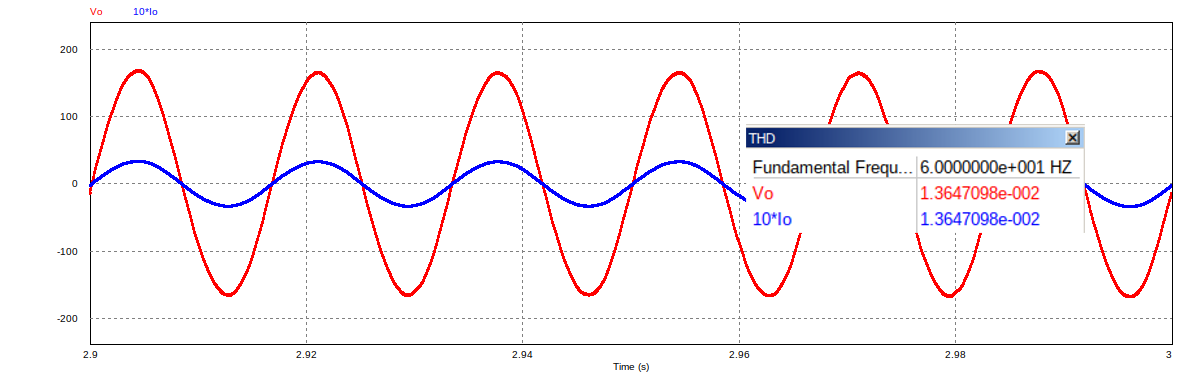 Vo 10*Io
200
100
0
-100
-200
2.9 2.92 2.94 2.96 2.98 3
Time (s)
THD
Fundamental Frequ... 6.0000000e+001 HZ
Vo 1.3647098e-002
10*Io 1.3647098e-002